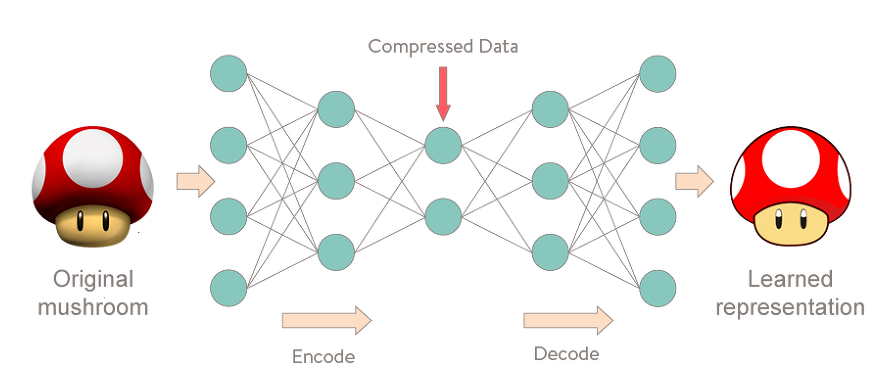 Compressed Data
Original
mushroom
Learned
representation
Encode
Decode